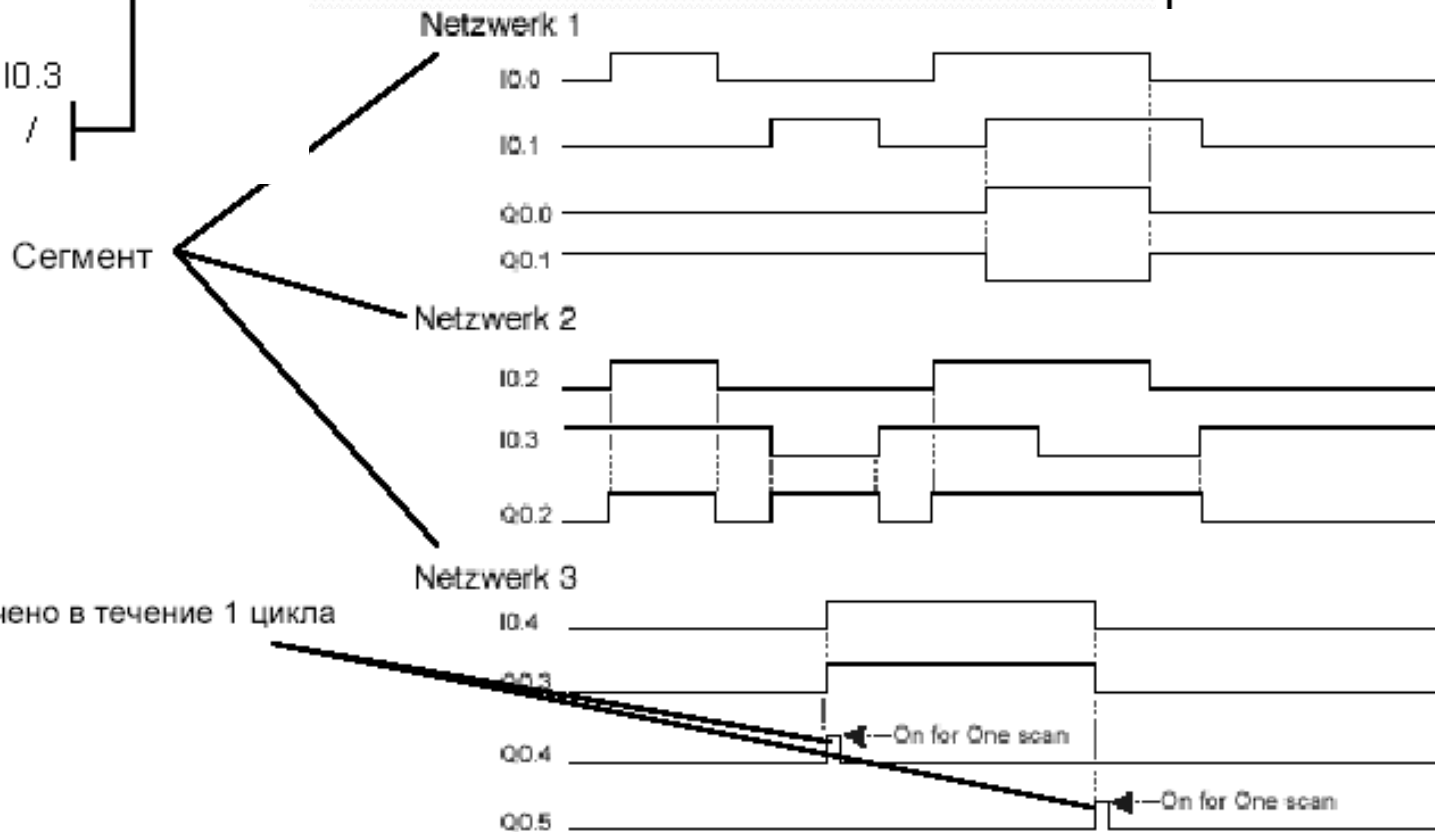 Netzwerk 1
I0.3
/
I0.0
I0.1
Q0.0
Q0.1
Сегмент
Netzwerk 2
I0.2
I0.3
Q0.2
Netzwerk 3
чено в течение 1 цикла
I0.4
Q0.3
Q0.4
On for One scan
Q0.5
On for One scan